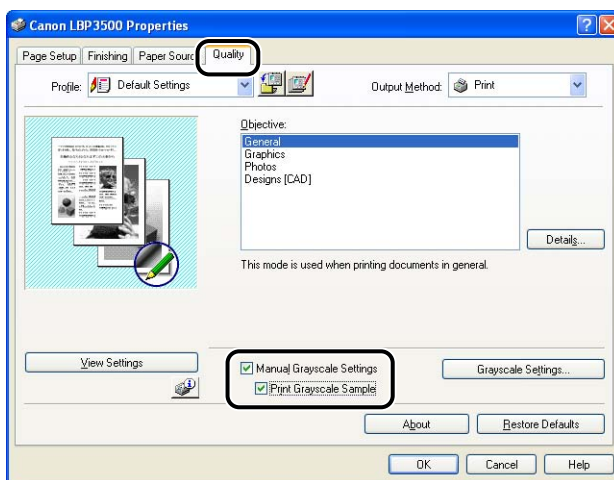 Canon LBP3500 Properties
Page Setup Finishing Paper Source Quality
Profile: Default Settings Output Method: Print
Objective:
General
Graphics
Photos
Designs [CAD]
Details...
This mode is used when printing documents in general.
View Settings
Manual Grayscale Settings Grayscale Settings...
Print Grayscale Sample
About Restore Defaults
OK Cancel Help